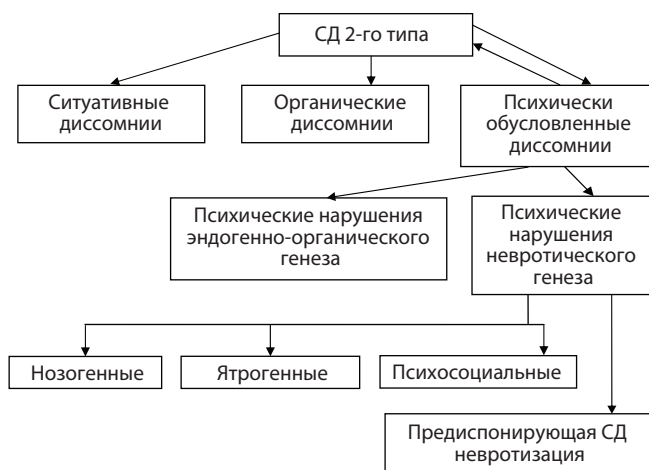 СД 2-го типа
Ситуативные
диссомнии
Органические
диссомнии
Психически
обусловленные
диссомнии
Психические нарушения
эндогенно-органического
генеза
Психические
нарушения
невротического
генеза
Нозогенные
Ятрогенные
Психосоциальные
Предиспонирующая СД
невротизация